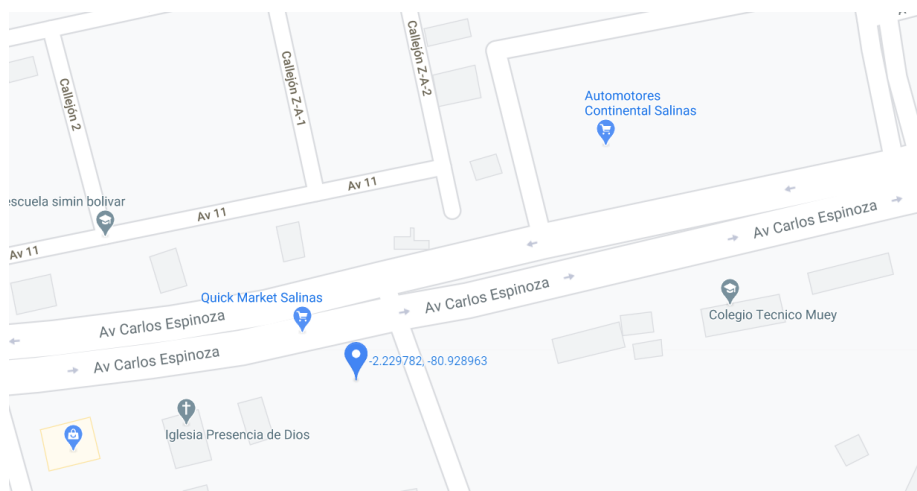 Callejón 2
Callejón Z-A-1
Callejón Z-A-2
Automotores
Continental Salinas
escuela simin bolivar
Av 11
Av 11
Av 11
Av Carlos Espinoza
Quick Market Salinas
Av Carlos Espinoza
Av Carlos Espinoza
Colegio Tecnico Muey
Av Carlos Espinoza
-2.229782, -80.928963
Iglesia Presencia de Dios